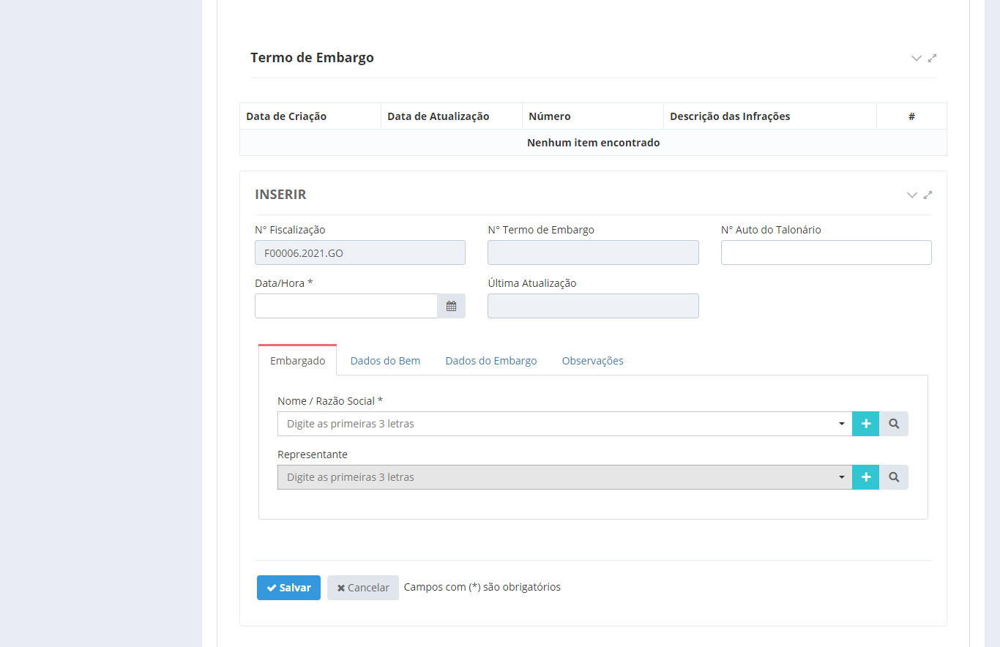 Termo de Embargo
Data de Criação Data de Atualização Número Descrição das Infrações #
Nenhum item encontrado
INSERIR
N° Fiscalização N° Termo de Embargo N° Auto do Talonário
F00006.2021.GO
Data/Hora * Última Atualização
Embargado Dados do Bem Dados do Embargo Observações
Nome / Razão Social *
Digite as primeiras 3 letras
Representante
Digite as primeiras 3 letras
Salvar Cancelar Campos com (*) são obrigatórios